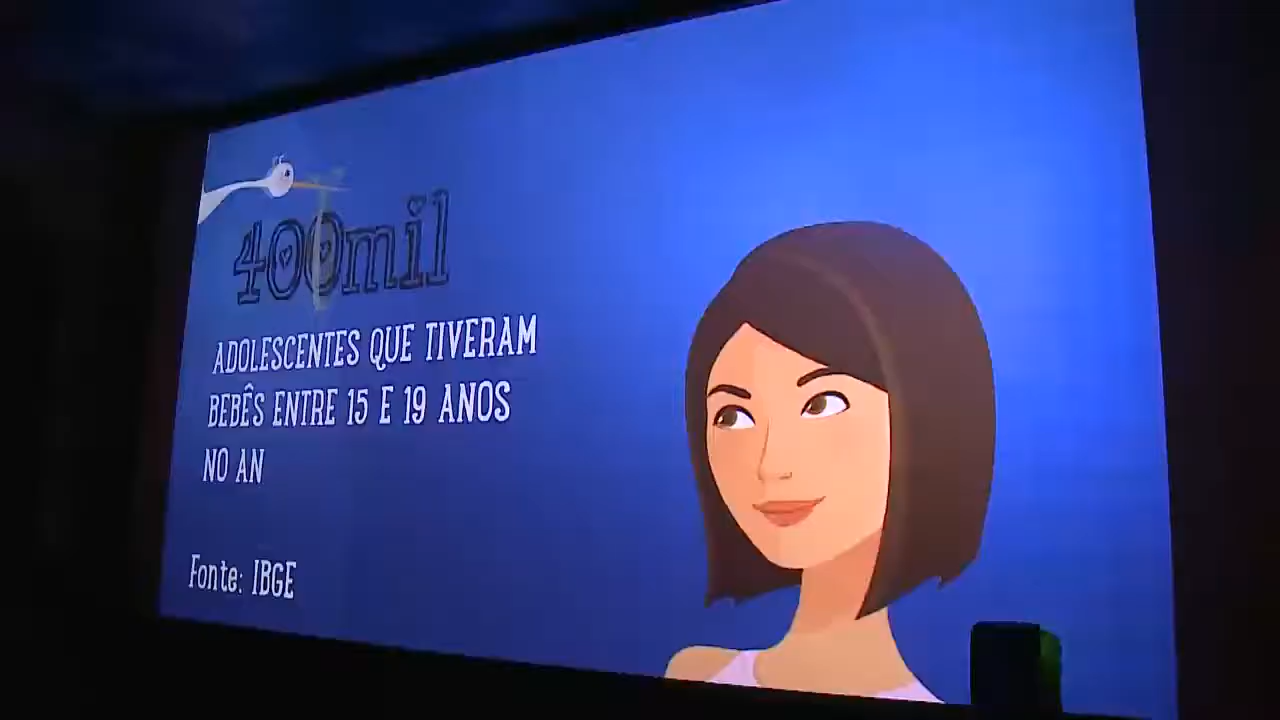 400mil
ADOLESCENTES QUE TIVERAM
BEBÊS ENTRE 15 E 19 ANOS
NO AN
Fonte: IBGE